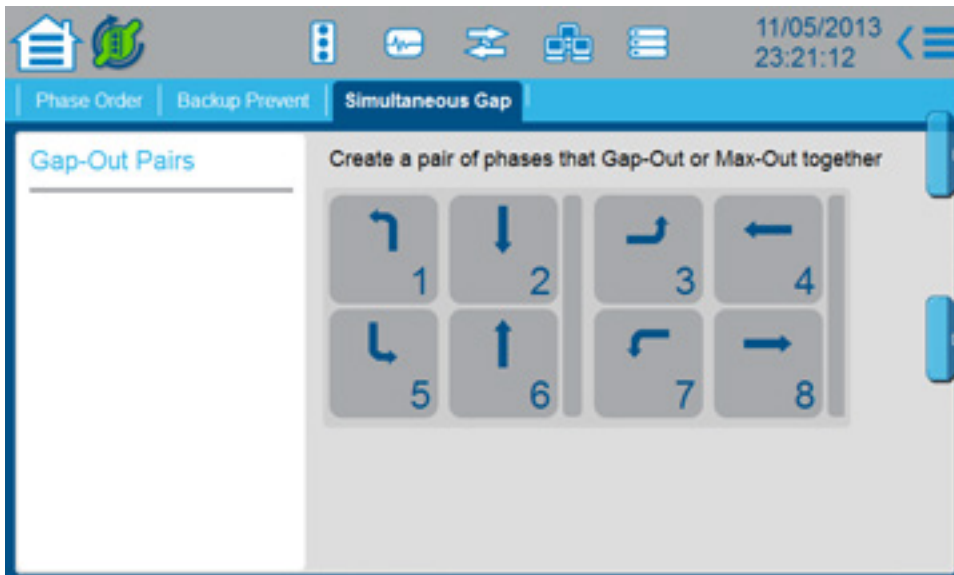 11/05/2013
23:21:12
Phase Order
Backup Prevent
Simultaneous Gap
Gap-Out Pairs
Create a pair of phases that Gap-Out or Max-Out together
1
2
3
4
5
6
7
8